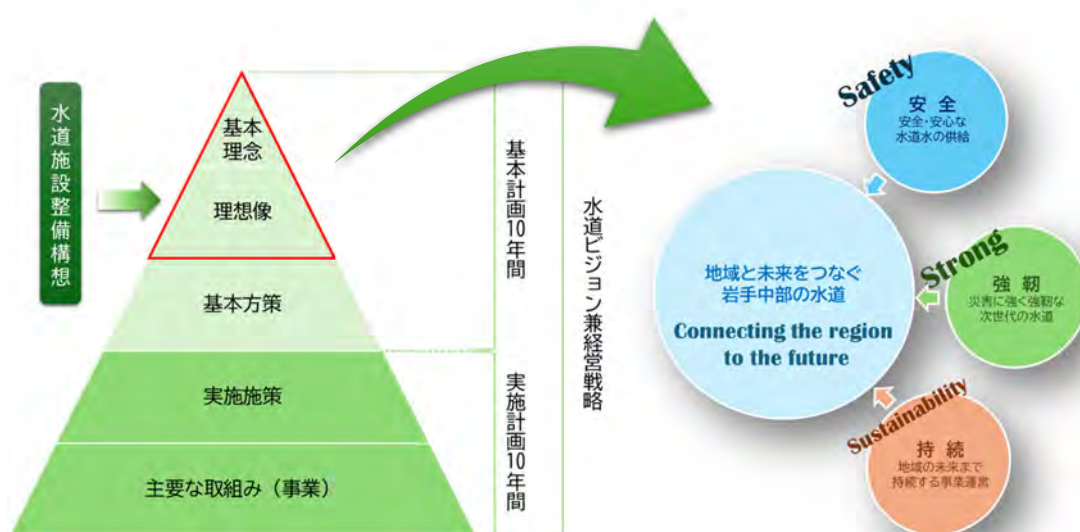 水道施設整備構想
基本
理念
理想像
基本方策
実施施策
主要な取組み（事業）
基本計画10年間
実施計画10年間
水道ビジョン兼経営戦略
Safety
安全
安全・安心な
水道水の供給
地域と未来をつなぐ
岩手中部の水道
Connecting the region
to the future
Strong
強靭
災害に強く強靭な
次世代の水道
Sustainability
持続
地域の未来まで
持続する事業運営